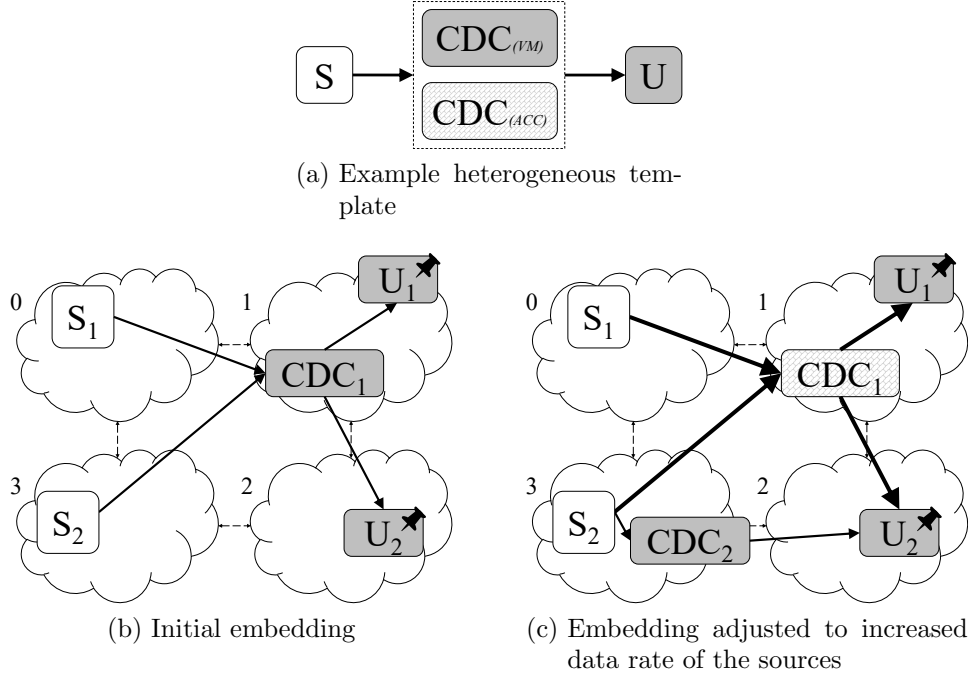 S
CDC(VM)
CDC(ACC)
U
(a) Example heterogeneous tem-
plate
0
S1
1
U1
CDC1
3
S2
2
U2
(b) Initial embedding
0
S1
1
U1
CDC1
3
S2
CDC2
2
U2
(c) Embedding adjusted to increased
data rate of the sources